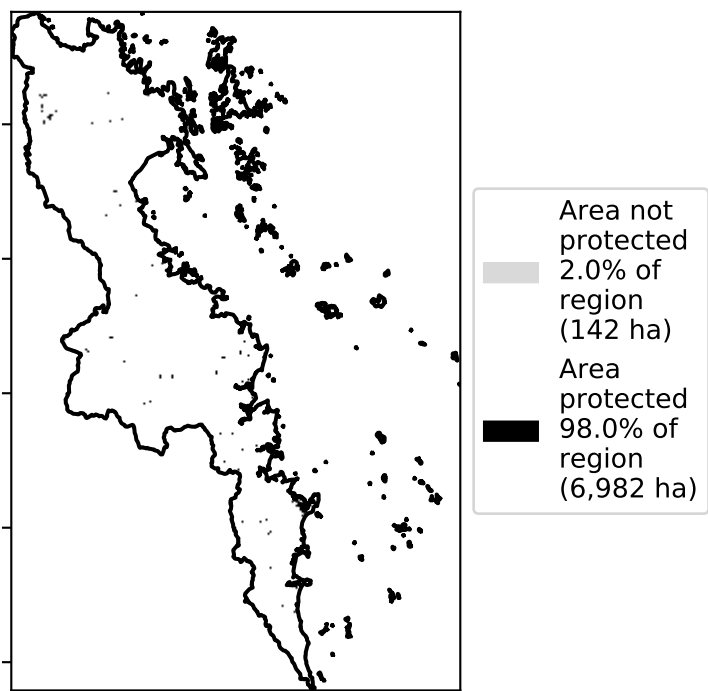 Area not
protected
2.0% of
region
(142 ha)
Area
protected
98.0% of
region
(6,982 ha)